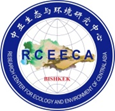 中亚生态与环境研究中心
RCEECA
BISHKEK
RESEARCH CENTER FOR ECOLOGY AND ENVIRONMENT OF CENTRAL ASIA